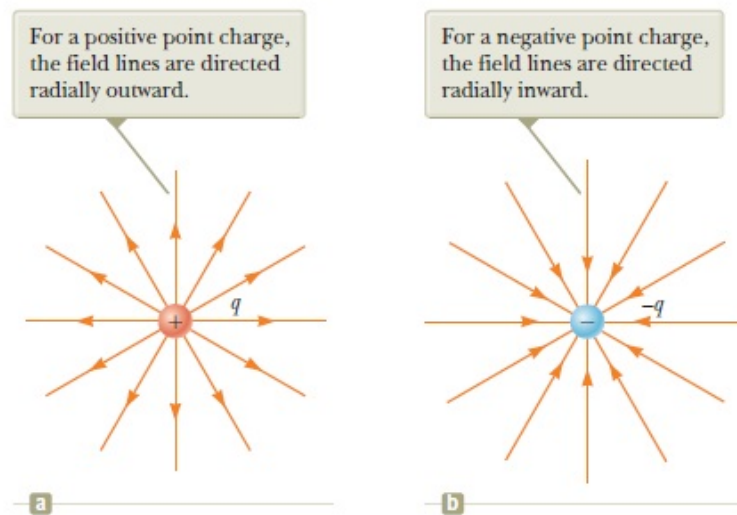 For a positive point charge,
the field lines are directed
radially outward.
For a negative point charge,
the field lines are directed
radially inward.
q
+
−q
−
a
b